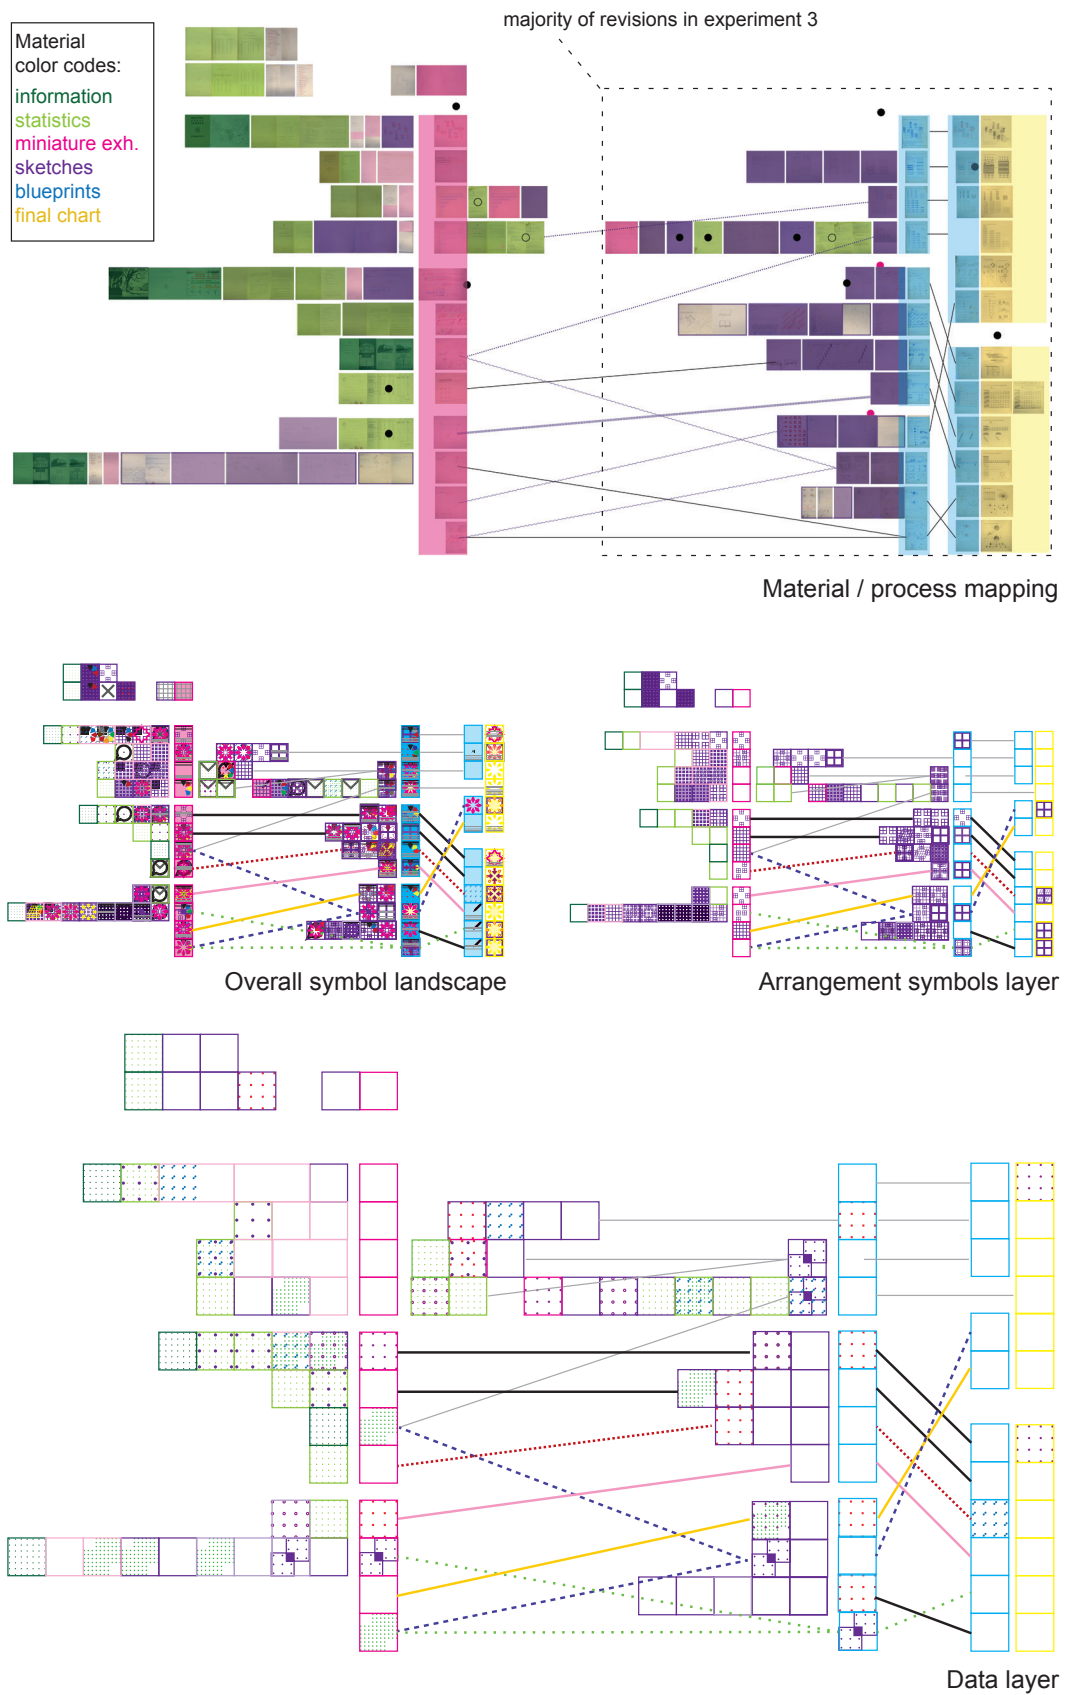 majority of revisions in experiment 3
Material
color codes:
information
statistics
miniature exh.
sketches
blueprints
final chart
Material / process mapping
Overall symbol landscape
Arrangement symbols layer
Data layer